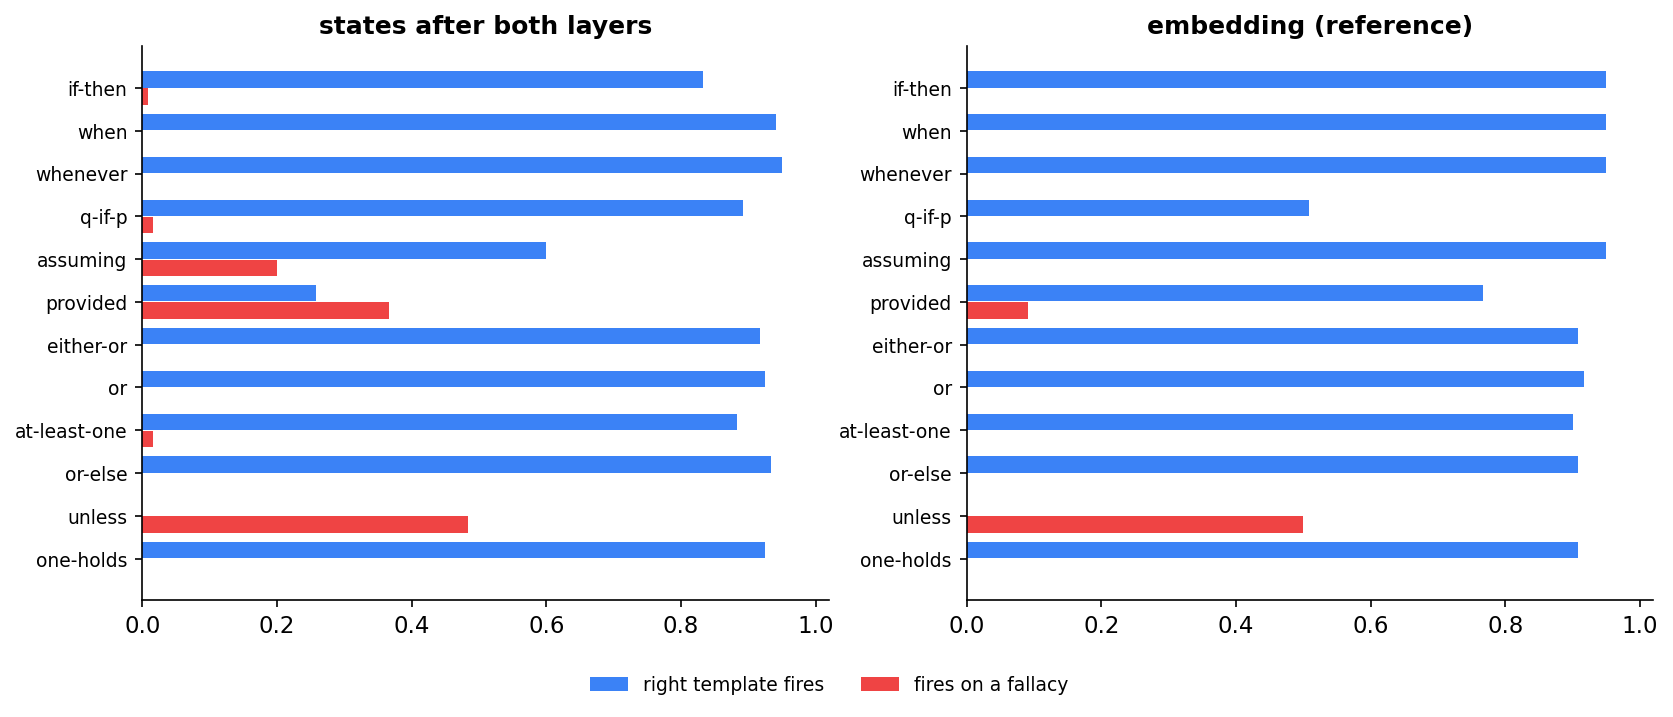 states after both layers
if-then
when
whenever
q-if-p
assuming
provided
either-or
or
at-least-one
or-else
unless
one-holds
0.0 0.2 0.4 0.6 0.8 1.0
embedding (reference)
if-then
when
whenever
q-if-p
assuming
provided
either-or
or
at-least-one
or-else
unless
one-holds
0.0 0.2 0.4 0.6 0.8 1.0
right template fires fires on a fallacy